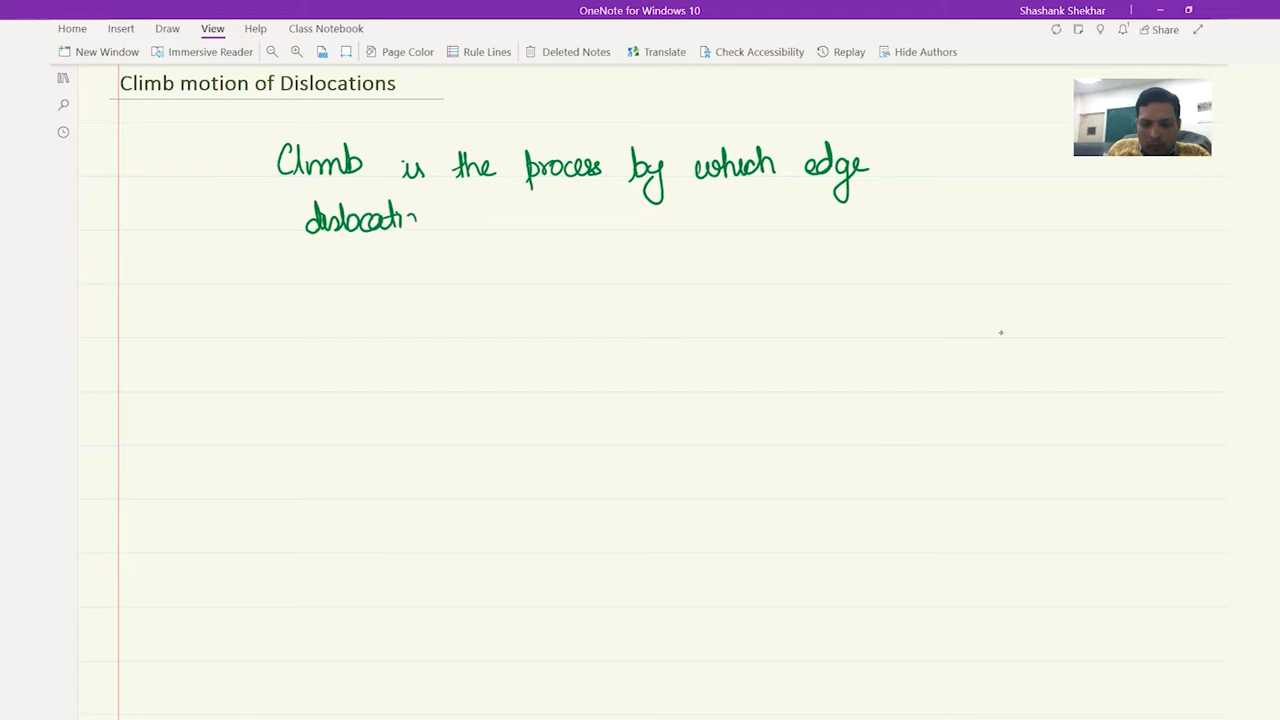 OneNote for Windows 10
Shashank Shekhar
Home Insert Draw View Help Class Notebook
Share
New Window Immersive Reader Page Color Rule Lines Deleted Notes Translate Check Accessibility Replay Hide Authors
Climb motion of Dislocations
Climb is the process by which edge
dislocatin